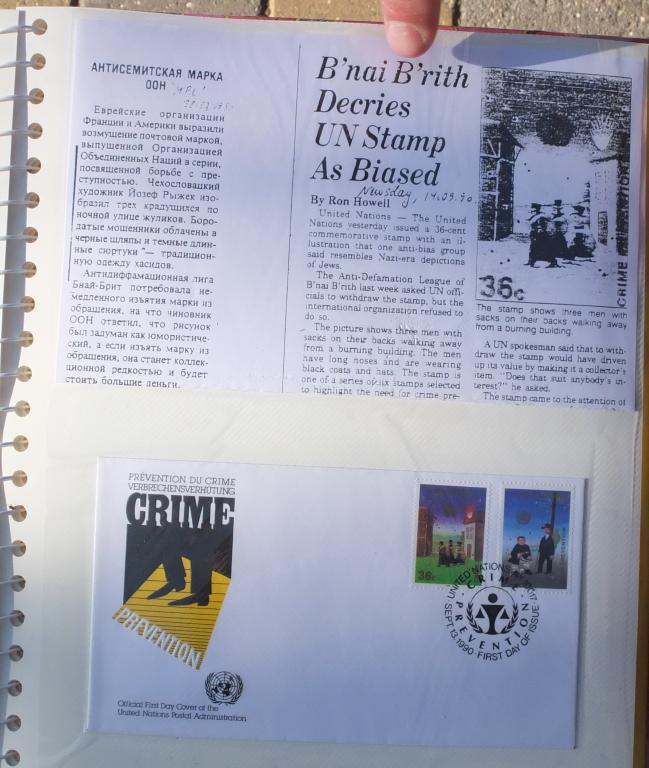 АНТИСЕМИТСКАЯ МАРКА
ООН
Еврейские организации
Франции и Америки выразили
возмущение почтовой маркой,
выпущенной Организацией
Объединенных Наций в серии,
посвященной борьбе с пре-
ступностью. Чехословацкий
художник Йозеф Рыжек изо-
бразил трех крадущихся по
ночной улице жуликов. Боро-
датые мошенники облачены в
черные шляпы и темные длин-
ные сюртуки — традицион-
ную одежду хасидов.
Антидиффамационная лига
Бнай-Брит потребовала не-
медленного изъятия марки из
обращения, на что чиновник
ООН ответил, что рисунок
был задуман как юмористиче-
ский, а если изъять марку из
обращения, она станет коллек-
ционной редкостью и будет
стоить большие деньги.
B'nai B'rith
Decries
UN Stamp
As Biased
Newsday, 14.09.90.
By Ron Howell
United Nations — The United
Nations yesterday issued a 36-cent
commemorative stamp with an il-
lustration that one anti-bias group
said resembles Nazi-era depictions
of Jews.
The Anti-Defamation League of
B'nai B'rith last week asked UN offi-
cials to withdraw the stamp, but the
international organization refused to
do so.
The picture shows three men with
sacks on their backs walking away
from a burning building. The men
have long noses and are wearing
black coats and hats. The stamp is
one of a series of six stamps selected
to highlight the need for crime pre-
36c
CRIME
The stamp shows three men with
sacks on their backs walking away
from a burning building.
A UN spokesman said that to with-
draw the stamp would have driven
up its value by making it a collector's
item. "Does that suit anybody's in-
terest?" he asked.
The stamp came to the attention of
PRÉVENTION DU CRIME
VERBRECHENSVERHÜTUNG
CRIME
PREVENTION
Official First Day Cover of the
United Nations Postal Administration
36c
UNITED NATIONS, NY 10017
CRIME
PREVENTION
SEPT. 13, 1990 · FIRST DAY OF ISSUE